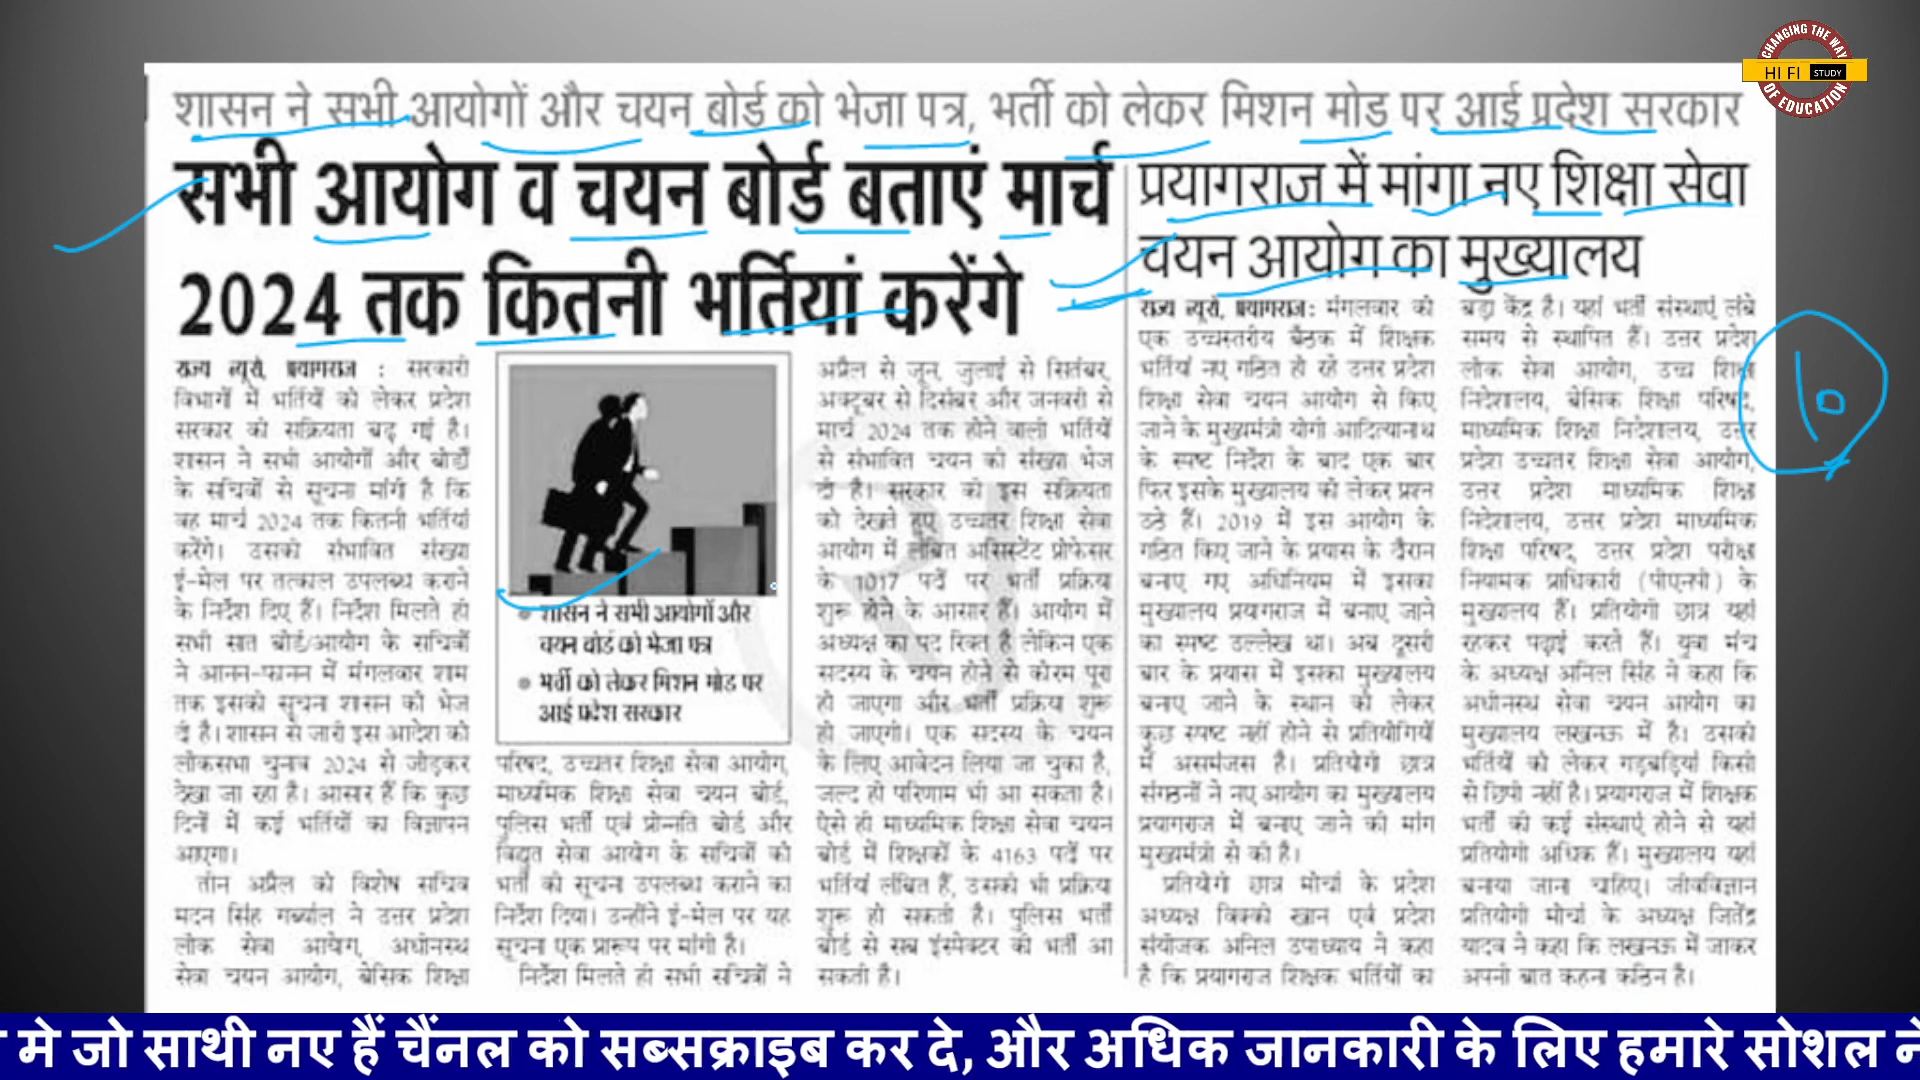 CHANGING THE WAY
HI FI STUDY
OF EDUCATION
शासन ने सभी आयोगों और चयन बोर्ड को भेजा पत्र, भर्ती को लेकर मिशन मोड पर आई प्रदेश सरकार
सभी आयोग व चयन बोर्ड बताएं मार्च
2024 तक कितनी भर्तियां करेंगे
राज्य ब्यूरो, प्रयागराज : सरकारी
विभागों में भर्तियों को लेकर प्रदेश
सरकार की सक्रियता बढ़ गई है।
शासन ने सभी आयोगों और बोर्डों
के सचिवों से सूचना मांगी है कि
वह मार्च 2024 तक कितनी भर्तियां
करेंगे। उसकी संभावित संख्या
ई-मेल पर तत्काल उपलब्ध कराने
के निर्देश दिए हैं। निर्देश मिलते ही
सभी सात बोर्ड/आयोग के सचिवों
ने आनन-फानन में मंगलवार शाम
तक इसकी सूचना शासन को भेज
दी है। शासन से जारी इस आदेश को
लोकसभा चुनाव 2024 से जोड़कर
देखा जा रहा है। आसार हैं कि कुछ
दिनों में कई भर्तियों का विज्ञापन
आएगा।
तीन अप्रैल को विशेष सचिव
मदन सिंह गर्ब्याल ने उत्तर प्रदेश
लोक सेवा आयोग, अधीनस्थ
सेवा चयन आयोग, बेसिक शिक्षा
शासन ने सभी आयोगों और
चयन बोर्ड को भेजा पत्र
भर्ती को लेकर मिशन मोड पर
आई प्रदेश सरकार
परिषद, उच्चतर शिक्षा सेवा आयोग,
माध्यमिक शिक्षा सेवा चयन बोर्ड,
पुलिस भर्ती एवं प्रोन्नति बोर्ड और
विद्युत सेवा आयोग के सचिवों को
भर्ती की सूचना उपलब्ध कराने का
निर्देश दिया। उन्होंने ई-मेल पर यह
सूचना एक प्रारूप पर मांगी है।
निर्देश मिलते ही सभी सचिवों ने
अप्रैल से जून, जुलाई से सितंबर,
अक्टूबर से दिसंबर और जनवरी से
मार्च 2024 तक होने वाली भर्तियों
से संभावित चयन की संख्या भेज
दी है। सरकार की इस सक्रियता
को देखते हुए उच्चतर शिक्षा सेवा
आयोग में लंबित असिस्टेंट प्रोफेसर
के 1017 पदों पर भर्ती प्रक्रिया
शुरू होने के आसार हैं। आयोग में
अध्यक्ष का पद रिक्त है लेकिन एक
सदस्य के चयन होने से कोरम पूरा
हो जाएगा और भर्ती प्रक्रिया शुरू
हो जाएगी। एक सदस्य के चयन
के लिए आवेदन लिया जा चुका है,
जल्द ही परिणाम भी आ सकता है।
ऐसे ही माध्यमिक शिक्षा सेवा चयन
बोर्ड में शिक्षकों के 4163 पदों पर
भर्तियां लंबित हैं, उसकी भी प्रक्रिया
शुरू हो सकती है। पुलिस भर्ती
बोर्ड से सब इंस्पेक्टर की भर्ती आ
सकती है।
प्रयागराज में मांगा नए शिक्षा सेवा
चयन आयोग का मुख्यालय
राज्य ब्यूरो, प्रयागराज: मंगलवार को
एक उच्चस्तरीय बैठक में शिक्षक
भर्तियां नए गठित हो रहे उत्तर प्रदेश
शिक्षा सेवा चयन आयोग से किए
जाने के मुख्यमंत्री योगी आदित्यनाथ
के स्पष्ट निर्देश के बाद एक बार
फिर इसके मुख्यालय को लेकर प्रश्न
उठे हैं। 2019 में इस आयोग के
गठित किए जाने के प्रयास के दौरान
बनाए गए अधिनियम में इसका
मुख्यालय प्रयागराज में बनाए जाने
का स्पष्ट उल्लेख था। अब दूसरी
बार के प्रयास में इसका मुख्यालय
बनाए जाने के स्थान को लेकर
कुछ स्पष्ट नहीं होने से प्रतियोगियों
में असमंजस है। प्रतियोगी छात्र
संगठनों ने नए आयोग का मुख्यालय
प्रयागराज में बनाए जाने की मांग
मुख्यमंत्री से की है।
प्रतियोगी छात्र मोर्चा के प्रदेश
अध्यक्ष विक्की खान एवं प्रदेश
संयोजक अनिल उपाध्याय ने कहा
है कि प्रयागराज शिक्षक भर्तियों का
बड़ा केंद्र है। यहां भर्ती संस्थाएं लंबे
समय से स्थापित हैं। उत्तर प्रदेश
लोक सेवा आयोग, उच्च शिक्षा
निदेशालय, बेसिक शिक्षा परिषद,
माध्यमिक शिक्षा निदेशालय, उत्तर
प्रदेश उच्चतर शिक्षा सेवा आयोग,
उत्तर प्रदेश माध्यमिक शिक्षा
निदेशालय, उत्तर प्रदेश माध्यमिक
शिक्षा परिषद, उत्तर प्रदेश परीक्षा
नियामक प्राधिकारी (पीएनपी) के
मुख्यालय हैं। प्रतियोगी छात्र यहां
रहकर पढ़ाई करते हैं। युवा मंच
के अध्यक्ष अनिल सिंह ने कहा कि
अधीनस्थ सेवा चयन आयोग का
मुख्यालय लखनऊ में है। उसकी
भर्तियों को लेकर गड़बड़ियां किसी
से छिपी नहीं है। प्रयागराज में शिक्षक
भर्ती की कई संस्थाएं होने से यहां
प्रतियोगी अधिक हैं। मुख्यालय यहां
बनाया जाना चाहिए। जीवविज्ञान
प्रतियोगी मोर्चा के अध्यक्ष जितेंद्र
यादव ने कहा कि लखनऊ में जाकर
अपनी बात कहना कठिन है।
मे जो साथी नए हैं चैंनल को सब्सक्राइब कर दे, और अधिक जानकारी के लिए हमारे सोशल